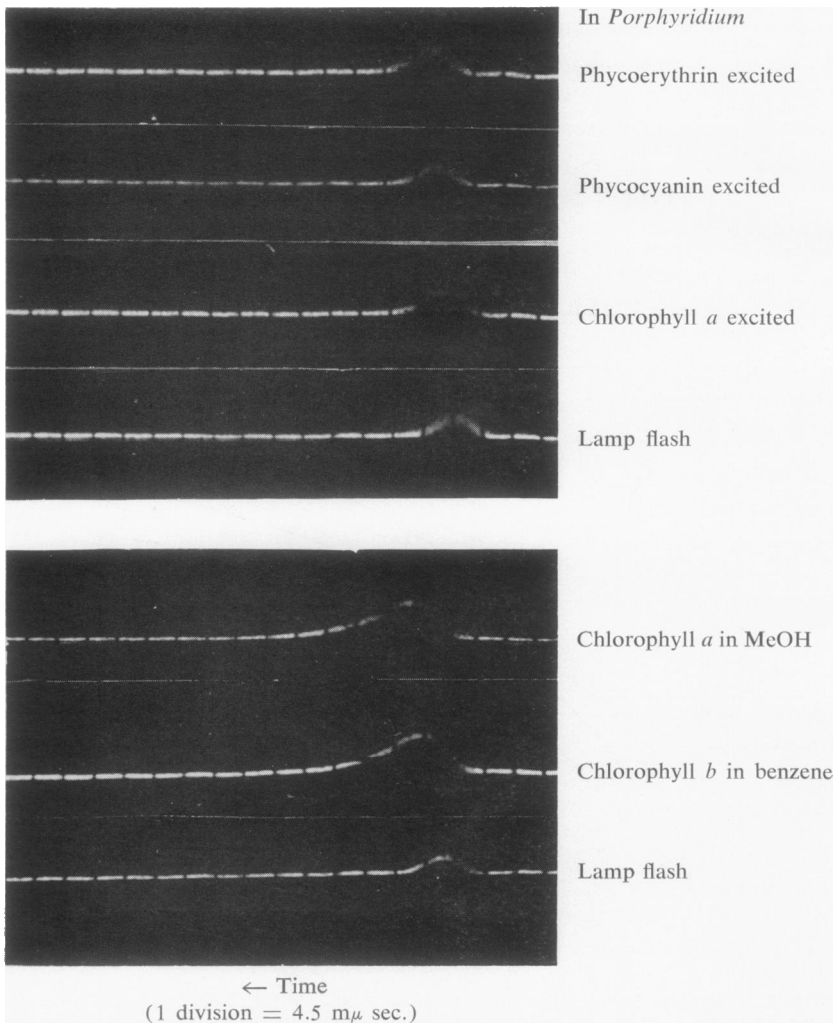 In Porphyridium
Phycoerythrin excited
Phycocyanin excited
Chlorophyll a excited
Lamp flash
Chlorophyll a in MeOH
Chlorophyll b in benzene
Lamp flash
← Time
(1 division = 4.5 mμ sec.)